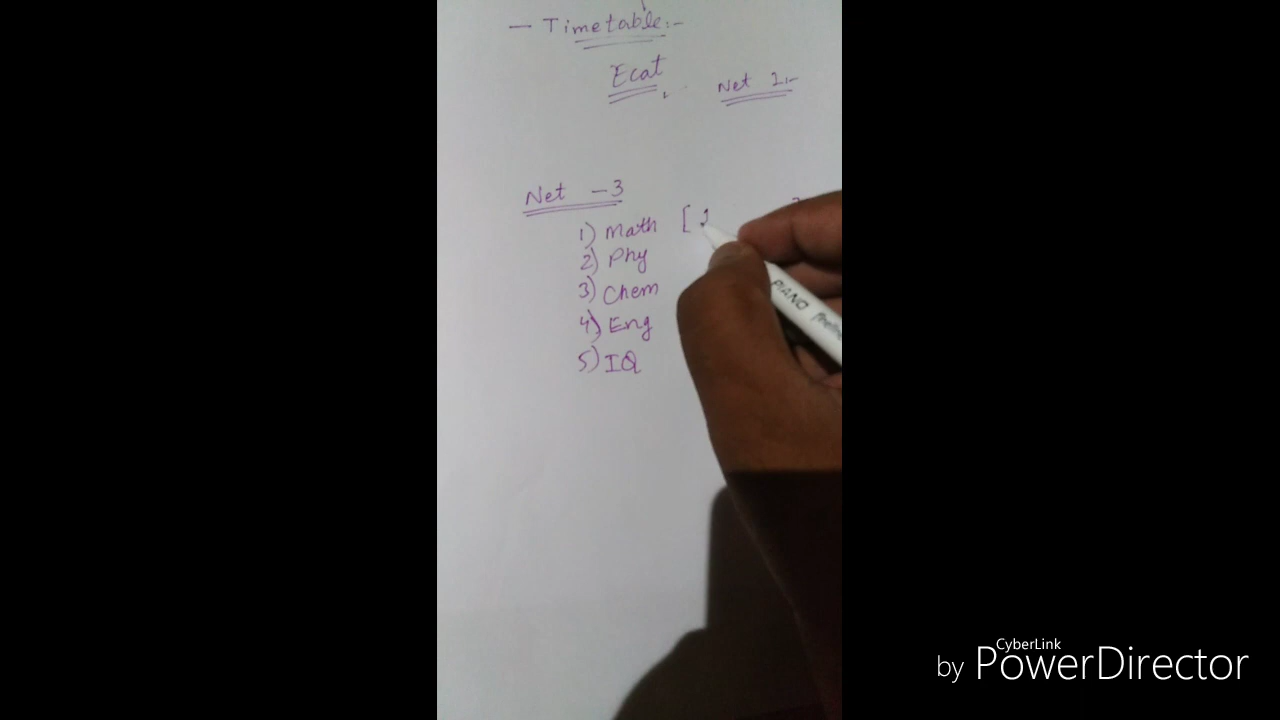 — Timetable:-
Ecat
Net 2:-
Net - 3
1) Math [
2) Phy
3) Chem
4) Eng
5) IQ
PIANO
CyberLink
by PowerDirector